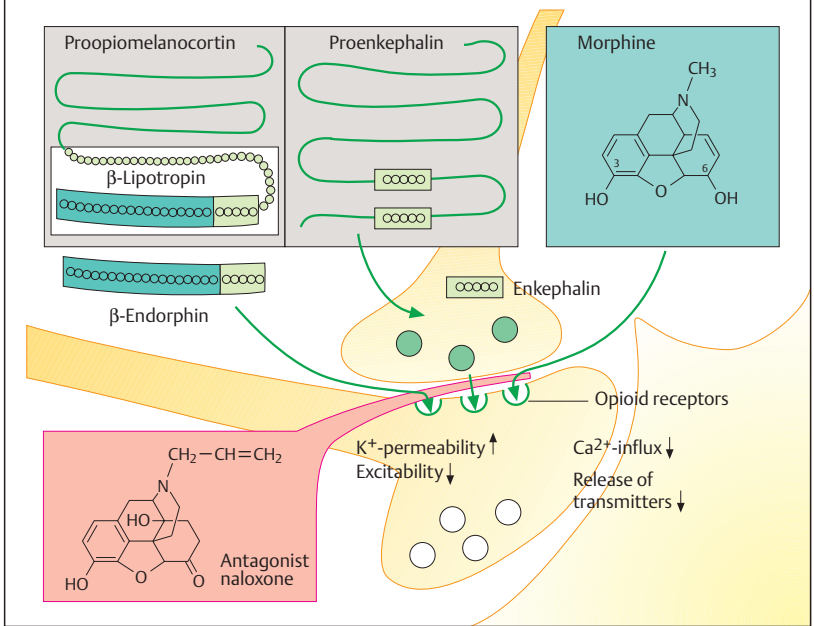 Proopiomelanocortin
Proenkephalin
Morphine
CH₃
N
3
6
HO
O
OH
β-Lipotropin
β-Endorphin
Enkephalin
Opioid receptors
K⁺-permeability ↑
Excitability ↓
Ca²⁺-influx ↓
Release of
transmitters ↓
CH₂—CH=CH₂
N
HO
HO
O
O
Antagonist
naloxone